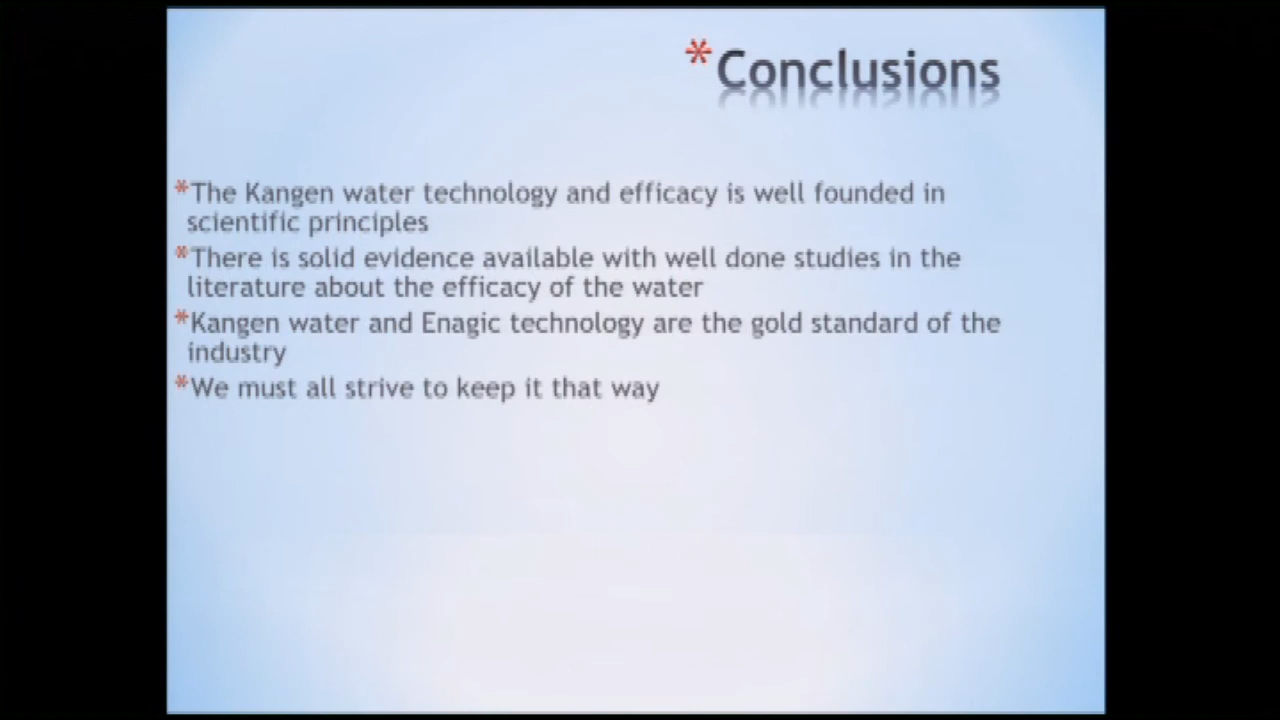 *Conclusions
*The Kangen water technology and efficacy is well founded in
scientific principles
*There is solid evidence available with well done studies in the
literature about the efficacy of the water
*Kangen water and Enagic technology are the gold standard of the
industry
*We must all strive to keep it that way